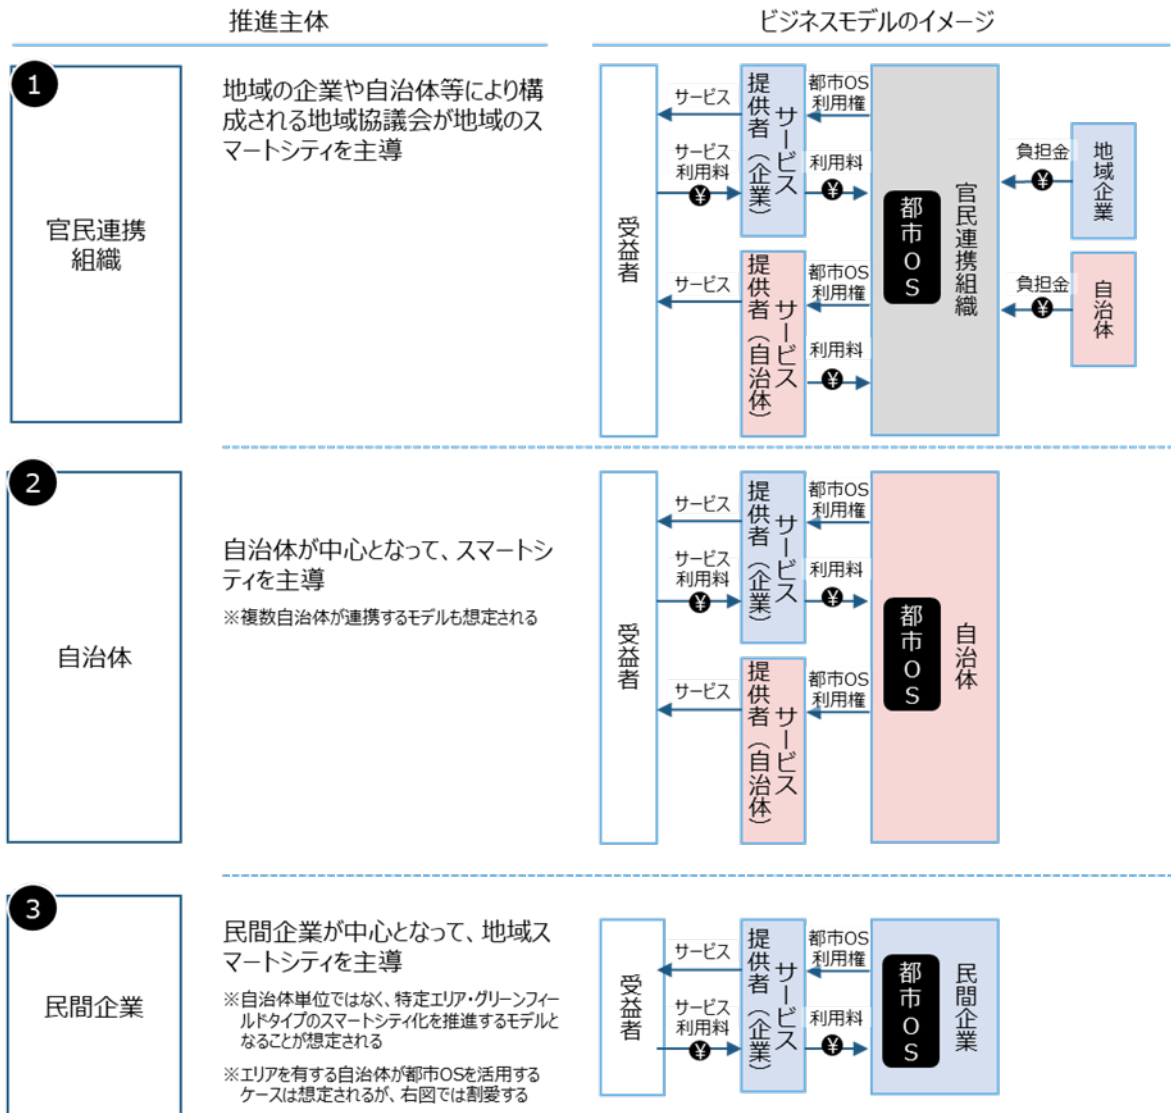 推進主体
ビジネスモデルのイメージ
1
官民連携
組織
地域の企業や自治体等により構
成される地域協議会が地域のス
マートシティを主導
受益者
サービス
サービス
利用料
¥
サービス
提供者（企業）
都市OS
利用権
利用料
¥
サービス
サービス
提供者（自治体）
都市OS
利用権
利用料
¥
都市OS
官民連携組織
負担金
¥
地域企業
負担金
¥
自治体
2
自治体
自治体が中心となって、スマートシ
ティを主導
※複数自治体が連携するモデルも想定される
受益者
サービス
サービス
利用料
¥
サービス
提供者（企業）
都市OS
利用権
利用料
¥
サービス
サービス
提供者（自治体）
都市OS
利用権
都市OS
自治体
3
民間企業
民間企業が中心となって、地域ス
マートシティを主導
※自治体単位ではなく、特定エリア・グリーンフィー
ルドタイプのスマートシティ化を推進するモデルと
なることが想定される
※エリアを有する自治体が都市OSを活用する
ケースは想定されるが、右図では割愛する
受益者
サービス
サービス
利用料
¥
サービス
提供者（企業）
都市OS
利用権
利用料
¥
都市OS
民間企業